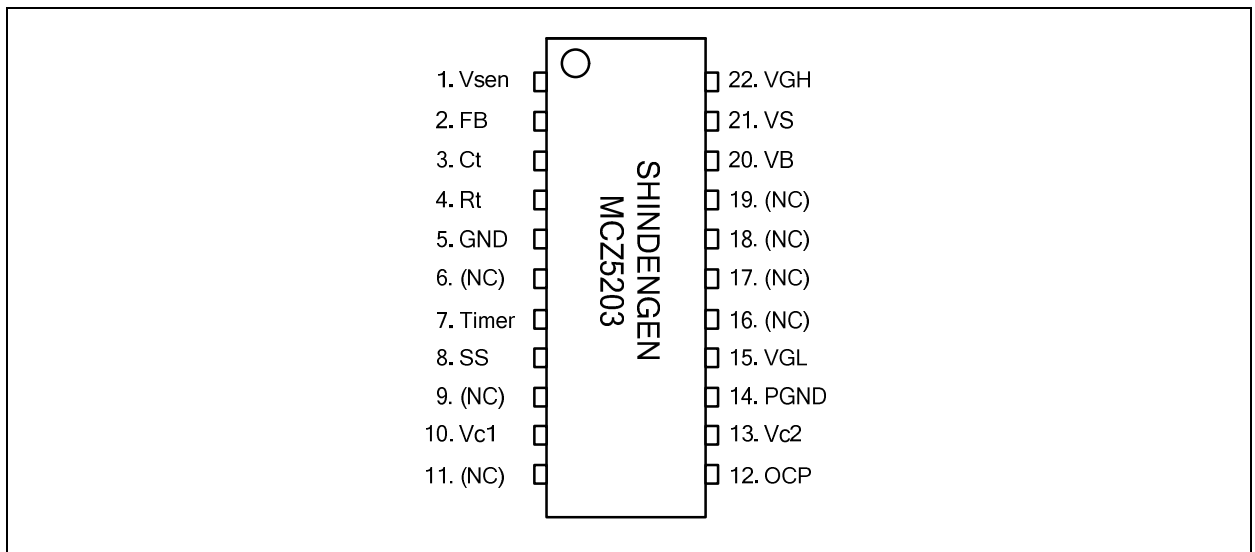 1. Vsen
2. FB
3. Ct
4. Rt
5. GND
6. (NC)
7. Timer
8. SS
9. (NC)
10. Vc1
11. (NC)
SHINDENGEN
MCZ5203
22. VGH
21. VS
20. VB
19. (NC)
18. (NC)
17. (NC)
16. (NC)
15. VGL
14. PGND
13. Vc2
12. OCP